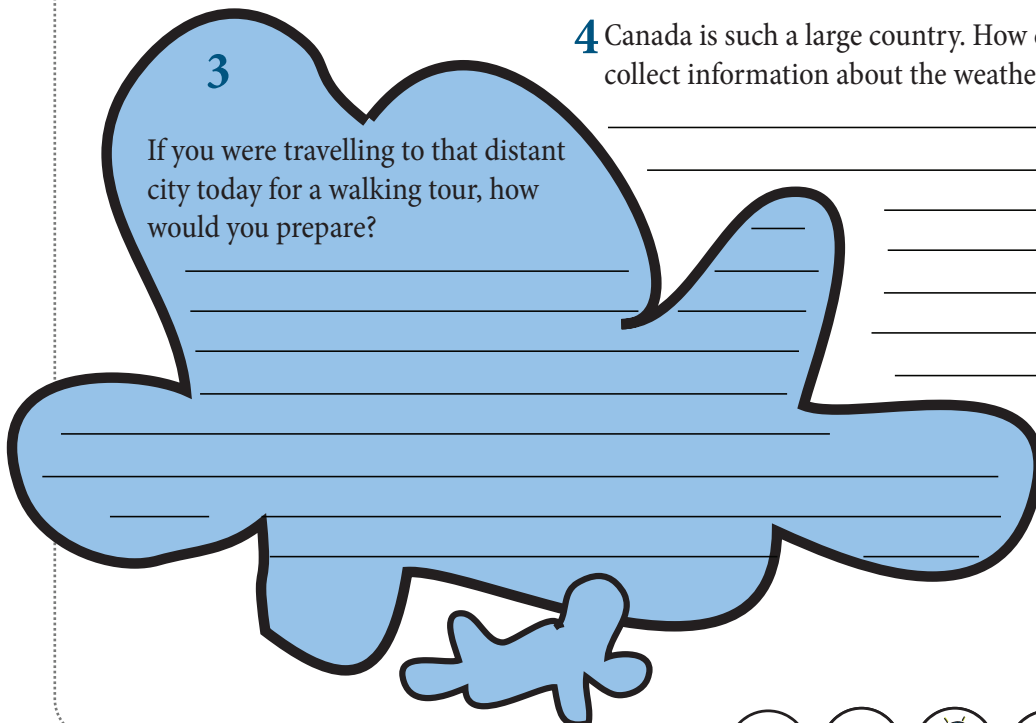 3
If you were travelling to that distant
city today for a walking tour, how
would you prepare?
4 Canada is such a large country. How
collect information about the